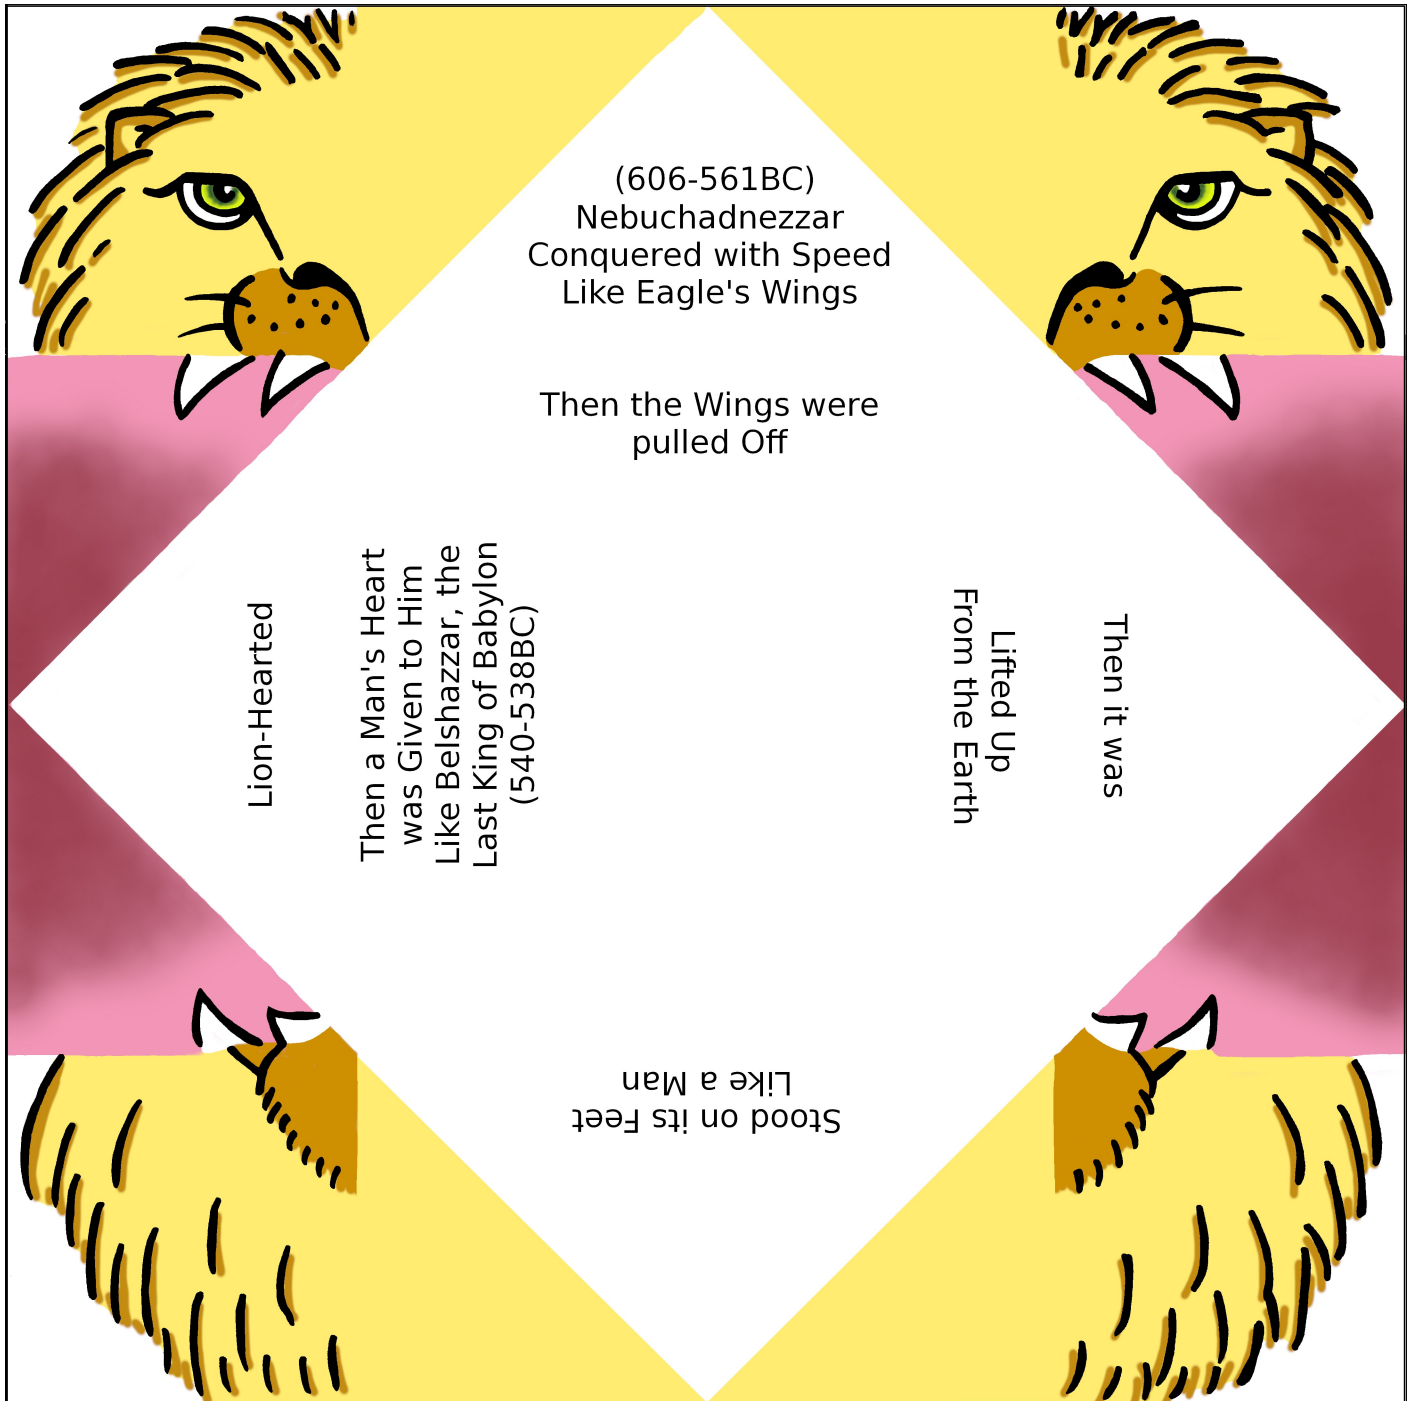 (606-561BC)
Nebuchadnezzar
Conquered with Speed
Like Eagle's Wings
Then the Wings were
pulled Off
Then it was
Lifted Up
From the Earth
Stood on its Feet
Like a Man
Lion-Hearted
Then a Man's Heart
was Given to Him
Like Belshazzar, the
Last King of Babylon
(540-538BC)